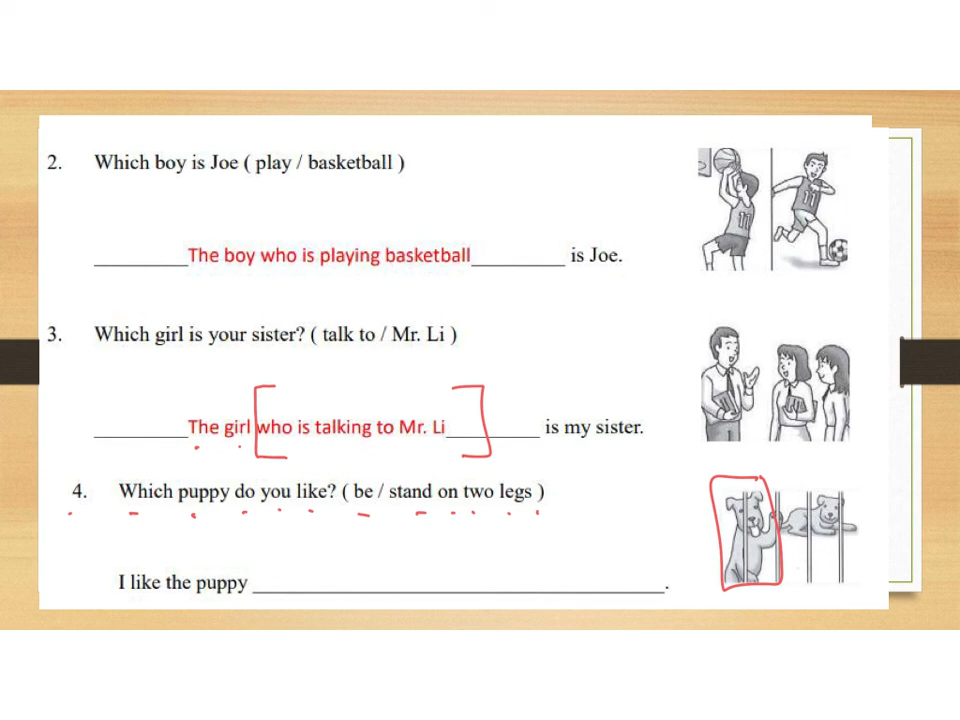 2. Which boy is Joe ( play / basketball )
_________The boy who is playing basketball_________ is Joe.
3. Which girl is your sister? ( talk to / Mr. Li )
_________The girl who is talking to Mr. Li_________ is my sister.
4. Which puppy do you like? ( be / stand on two legs )
I like the puppy ________________________________________.